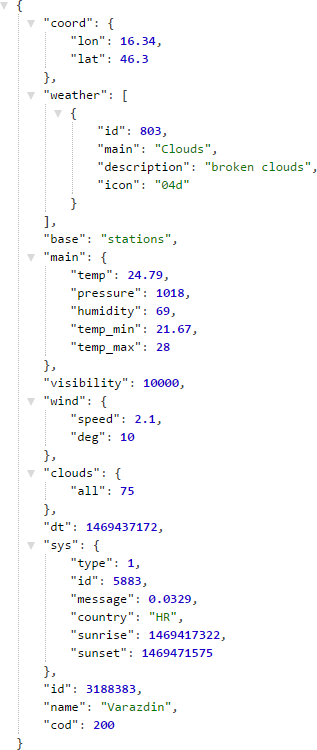 {
"coord": {
"lon": 16.34,
"lat": 46.3
},
"weather": [
{
"id": 803,
"main": "Clouds",
"description": "broken clouds",
"icon": "04d"
}
],
"base": "stations",
"main": {
"temp": 24.79,
"pressure": 1018,
"humidity": 69,
"temp_min": 21.67,
"temp_max": 28
},
"visibility": 10000,
"wind": {
"speed": 2.1,
"deg": 10
},
"clouds": {
"all": 75
},
"dt": 1469437172,
"sys": {
"type": 1,
"id": 5883,
"message": 0.0329,
"country": "HR",
"sunrise": 1469417322,
"sunset": 1469471575
},
"id": 3188383,
"name": "Varazdin",
"cod": 200
}